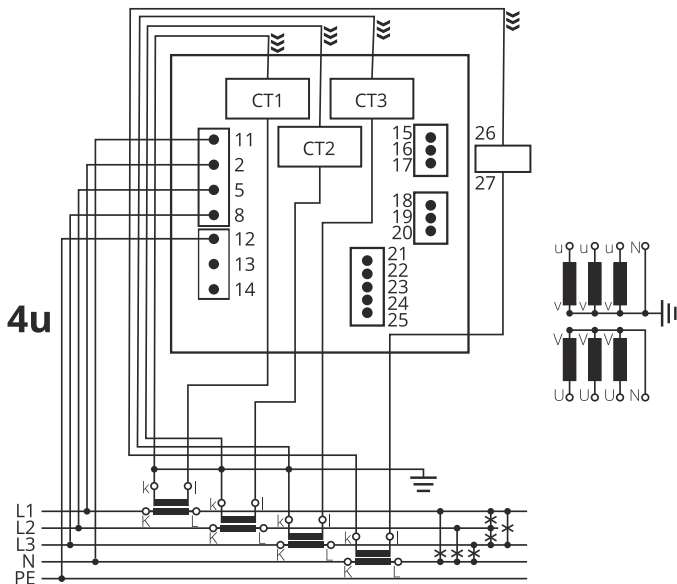 CT1
CT3
CT2
11
2
5
8
12
13
14
15
16
17
18
19
20
21
22
23
24
25
26
27
4u
u u u N
V V V
V V V
U U U N
k l
K L
k l
K L
k l
K L
k l
K L
L1
L2
L3
N
PE